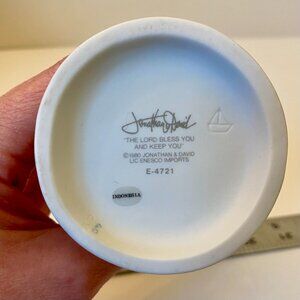 Jonathan & David
"THE LORD BLESS YOU
AND KEEP YOU"
©1980 JONATHAN & DAVID
LIC ENESCO IMPORTS
E-4721
INDONESIA